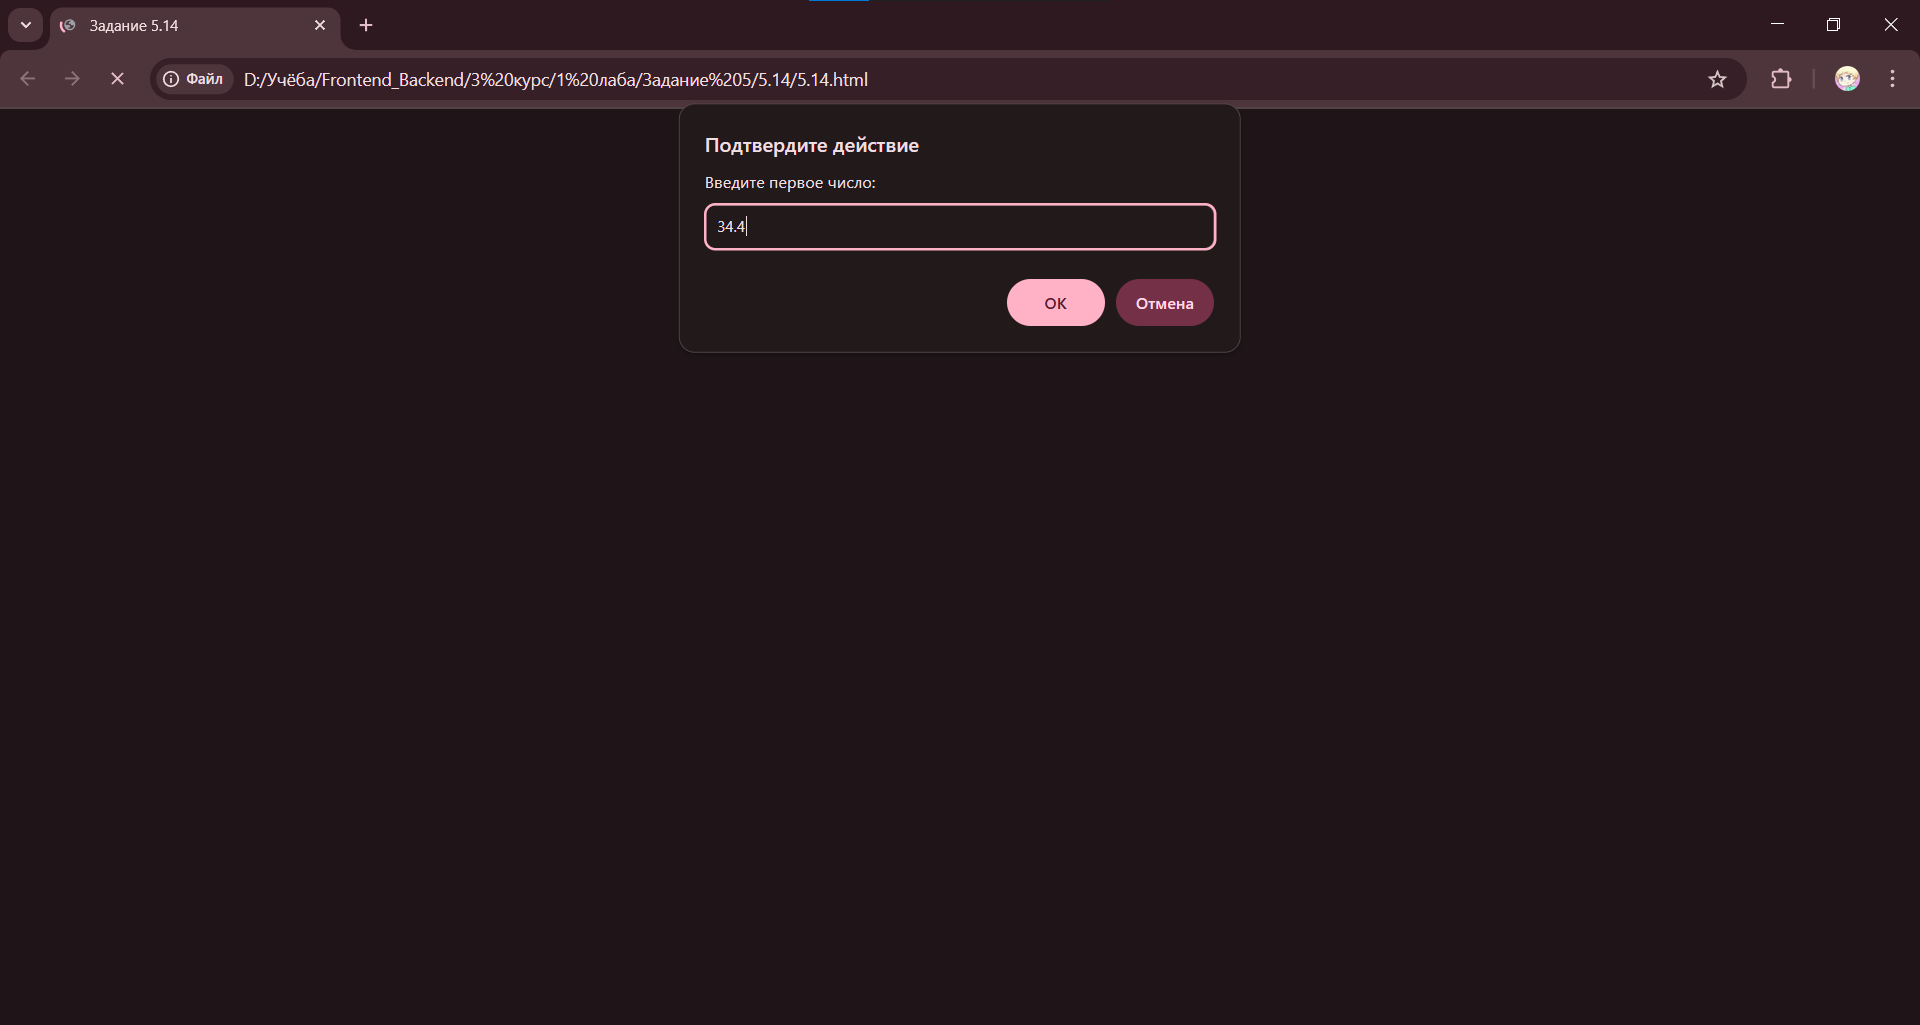 Задание 5.14
Файл
D:/Учёба/Frontend_Backend/3%20курс/1%20лаба/Задание%205/5.14/5.14.html
Подтвердите действие
Введите первое число:
34.4
ОК
Отмена